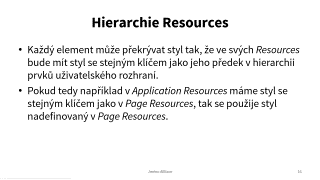 Hierarchie Resources
• Každý element může překrývat styl tak, že ve svých Resources
bude mít styl se stejným klíčem jako jeho předek v hierarchii
prvků uživatelského rozhraní.
• Pokud tedy například v Application Resources máme styl se
stejným klíčem jako v Page Resources, tak se použije styl
nadefinovaný v Page Resources.